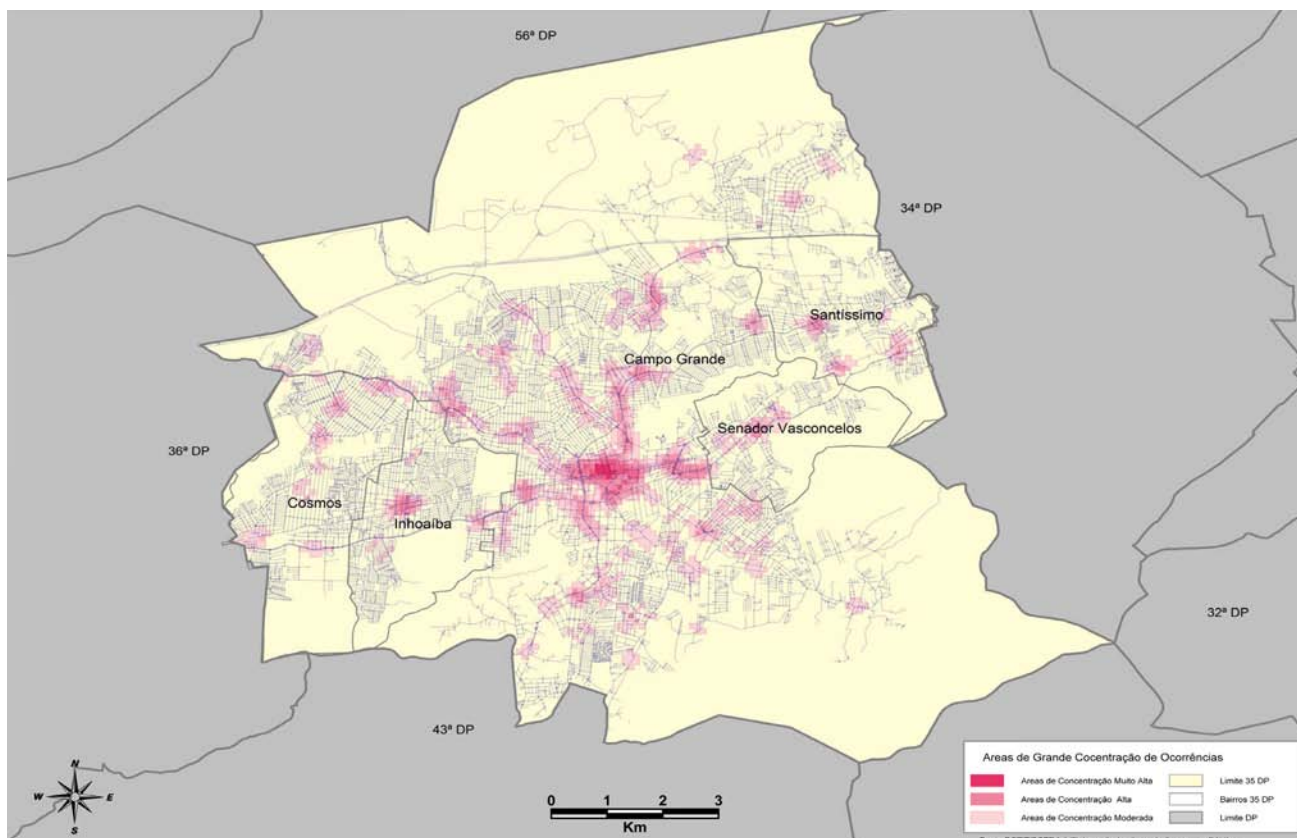 56ª DP
34ª DP
Santíssimo
Campo Grande
Senador Vasconcelos
36ª DP
Cosmos
Inhoaíba
32ª DP
43ª DP
N
W E
S
0 1 2 3
Km
Areas de Grande Cocentração de Ocorrências
Areas de Concentração Muito Alta
Limite 35 DP
Areas de Concentração Alta
Bairros 35 DP
Areas de Concentração Moderada
Limite DP